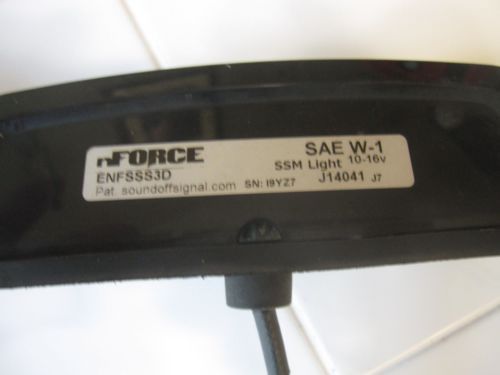 nFORCE
SAE W-1
ENFSSS3D
SSM Light 10-16v
Pat. soundoffsignal.com SN: I9YZ7
J14041 J7